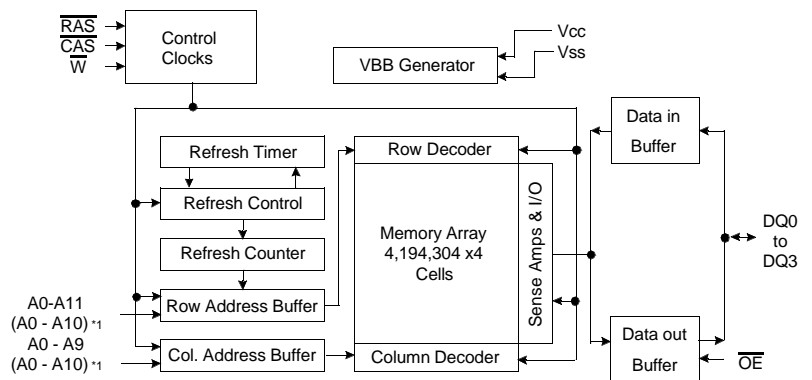 RAS
CAS
W
Control
Clocks
VBB Generator
Vcc
Vss
Data in
Buffer
Refresh Timer
Row Decoder
Refresh Control
Memory Array
4,194,304 x4
Cells
Sense Amps & I/O
Refresh Counter
DQ0
to
DQ3
A0-A11
(A0 - A10) *1
Row Address Buffer
A0 - A9
(A0 - A10) *1
Col. Address Buffer
Column Decoder
Data out
Buffer
OE